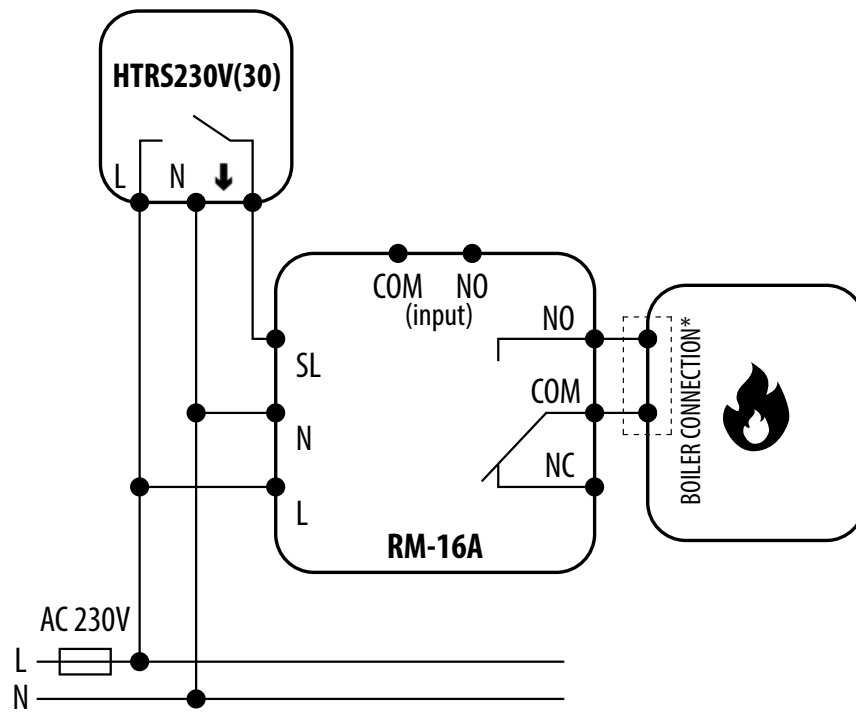 HTRS230V(30)
L N
COM NO
(input)
NO
SL
COM
N
NC
L
RM-16A
BOILER CONNECTION*
AC 230V
L
N